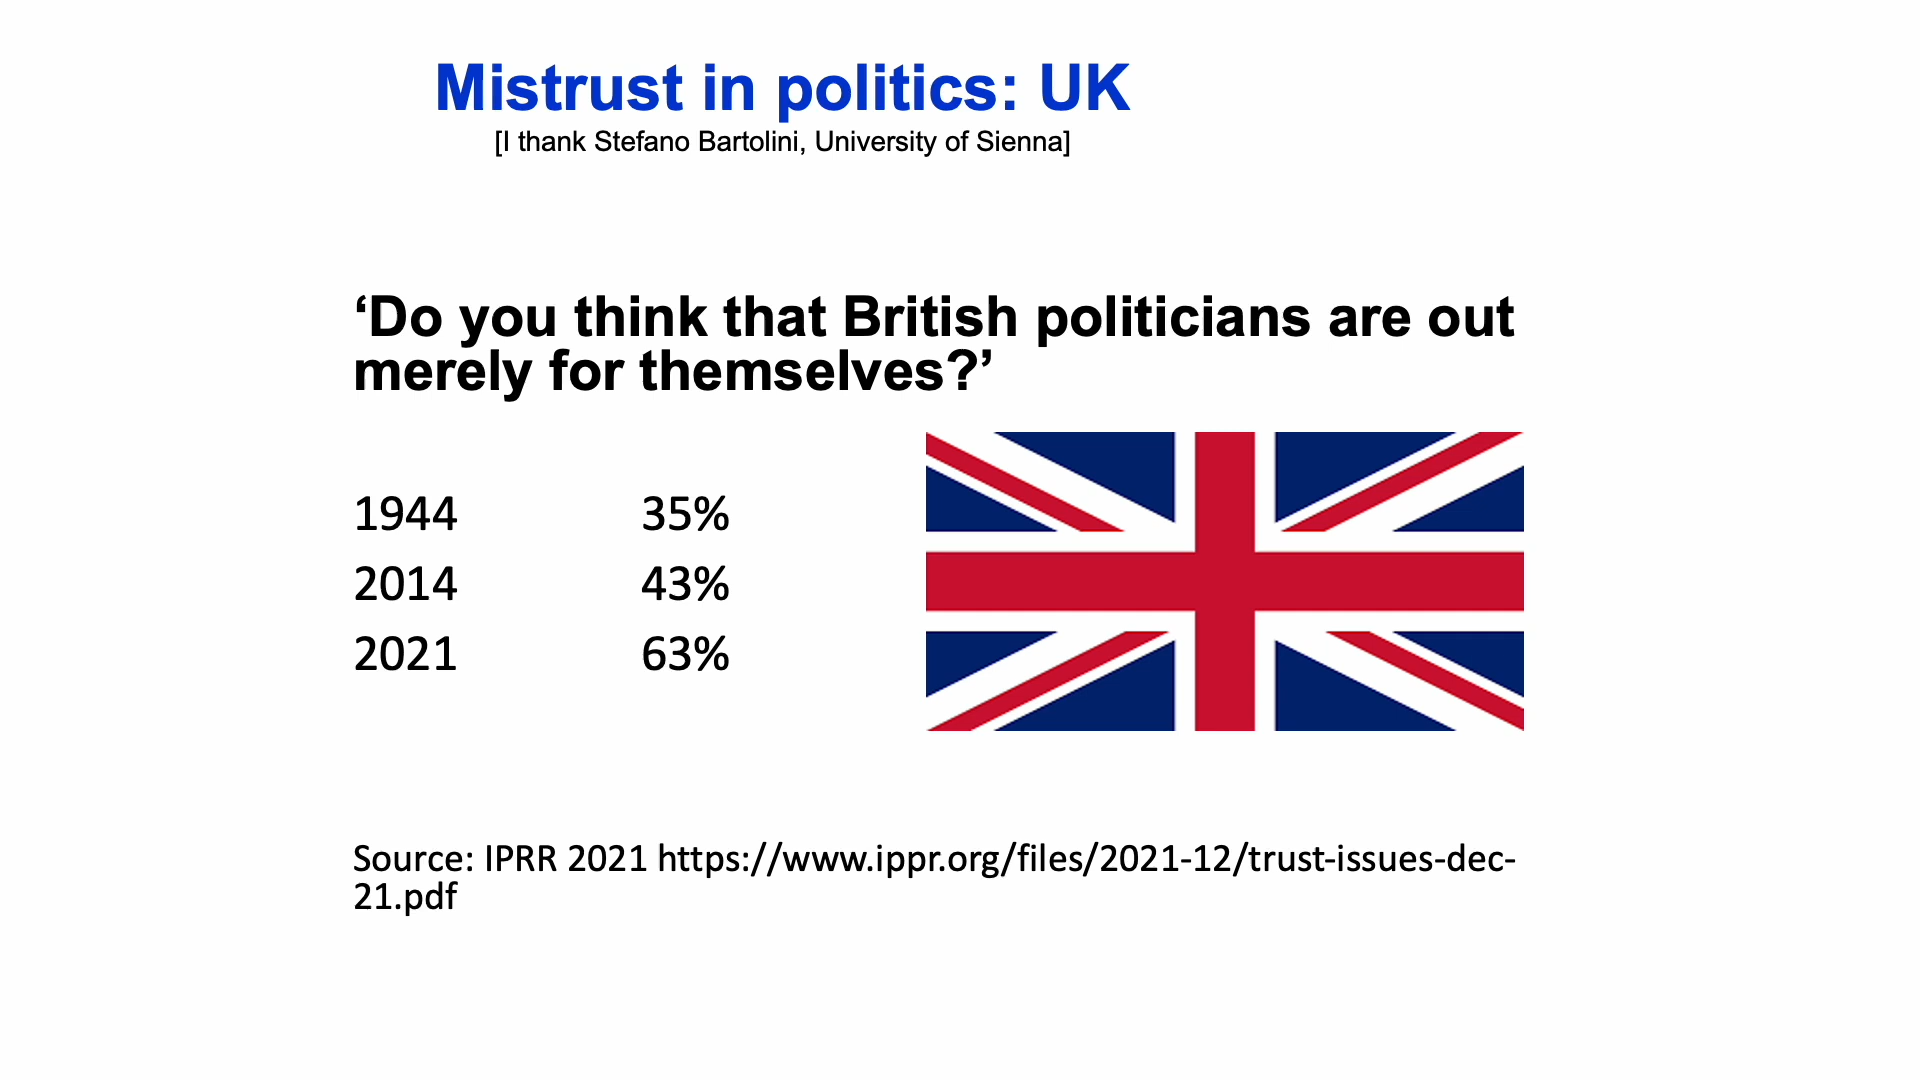 Mistrust in politics: UK
[I thank Stefano Bartolini, University of Sienna]
‘Do you think that British politicians are out
merely for themselves?’
1944 35%
2014 43%
2021 63%
Source: IPRR 2021 https://www.ippr.org/files/2021-12/trust-issues-dec-
21.pdf